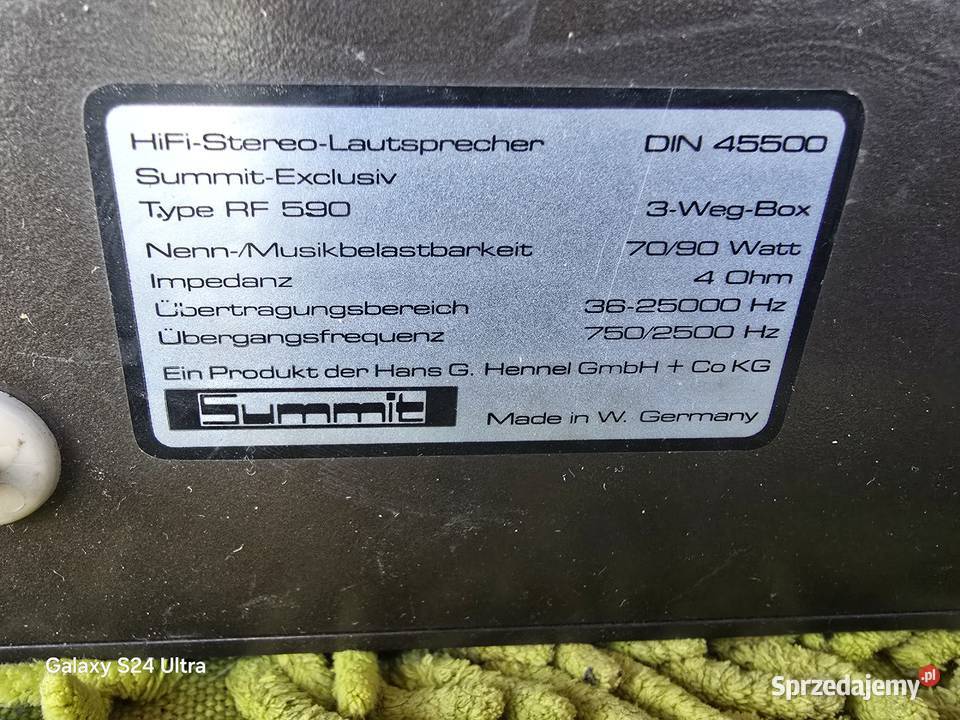 HiFi-Stereo-Lautsprecher DIN 45500
Summit-Exclusiv
Type RF 590 3-Weg-Box
Nenn-/Musikbelastbarkeit 70/90 Watt
Impedanz 4 Ohm
Übertragungsbereich 36-25000 Hz
Übergangsfrequenz 750/2500 Hz
Ein Produkt der Hans G. Hennel GmbH + Co KG
Summit Made in W. Germany
Galaxy S24 Ultra
Sprzedajemy.pl